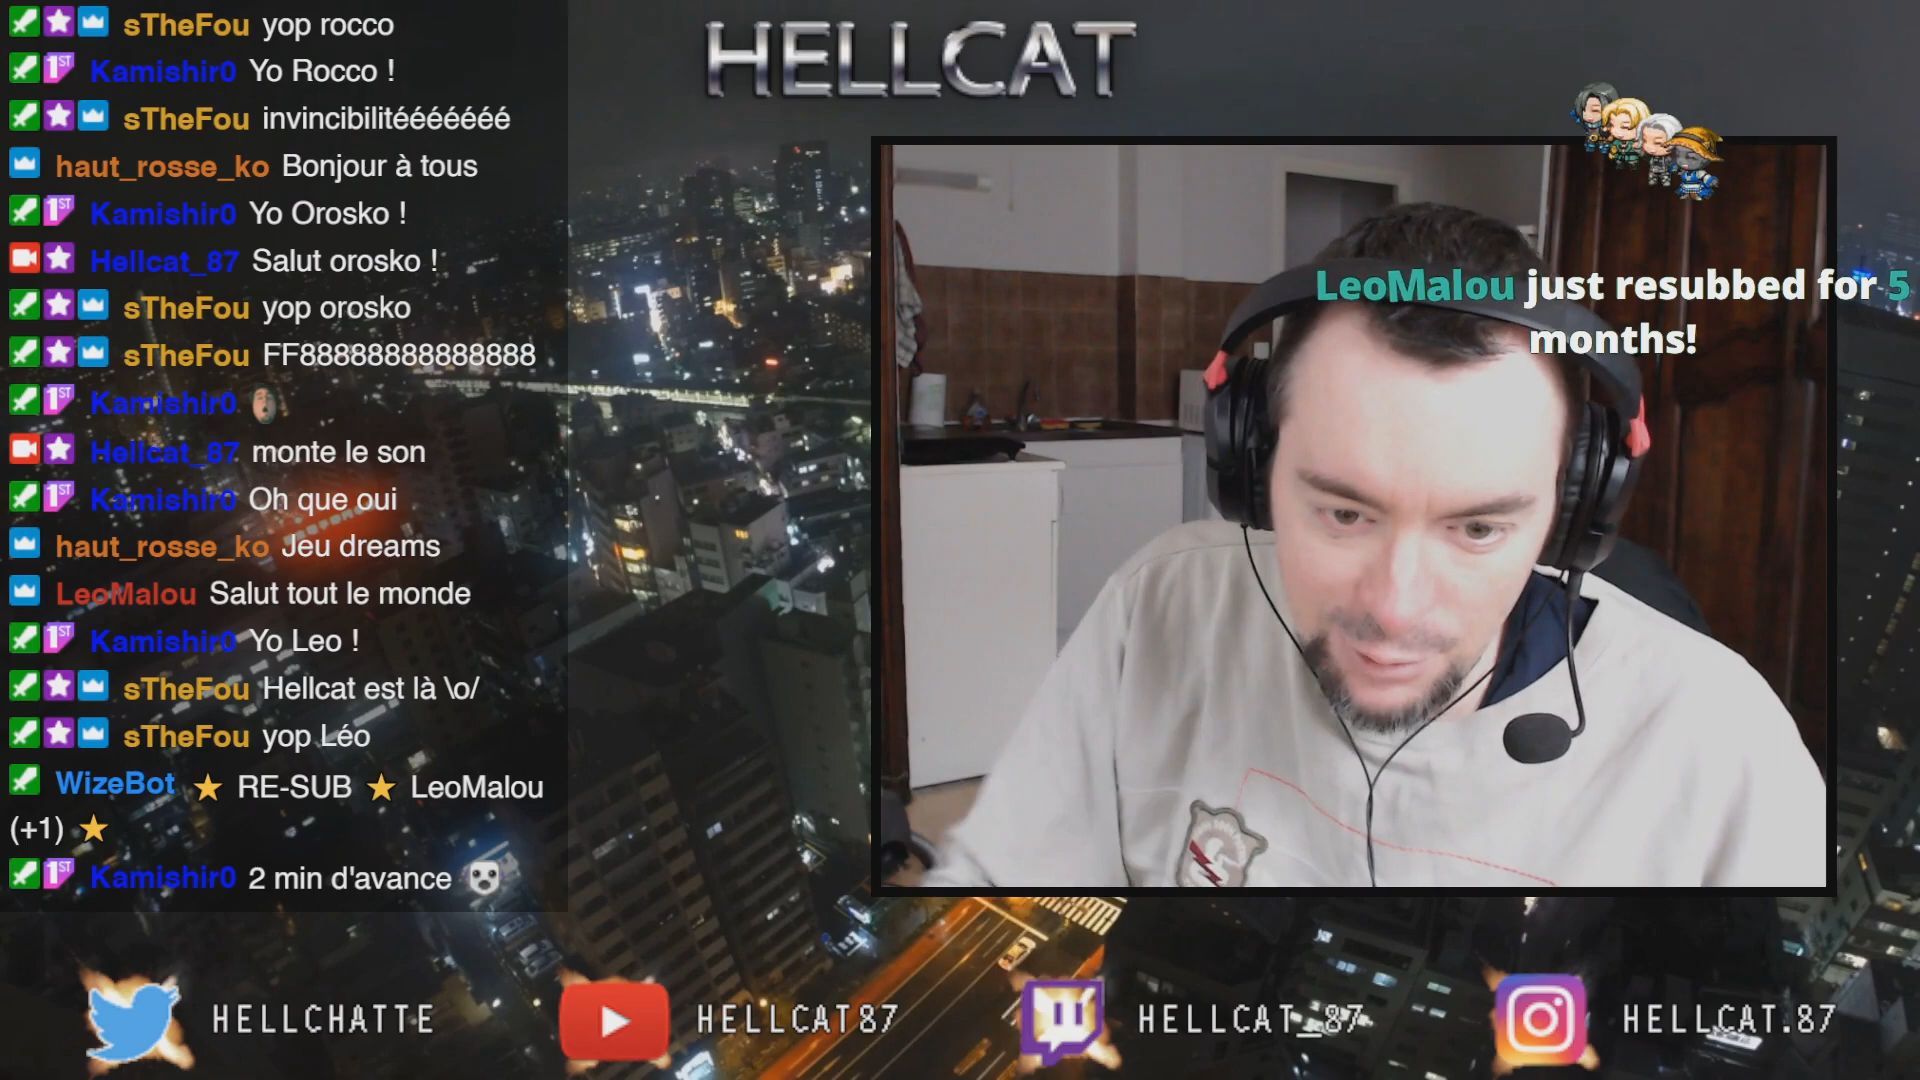 sTheFou yop rocco
Kamishir0 Yo Rocco !
sTheFou invincibilitééééééé
haut_rosse_ko Bonjour à tous
Kamishir0 Yo Orosko !
Hellcat_87 Salut orosko !
sTheFou yop orosko
sTheFou FF88888888888888
Kamishir0
Hellcat_87 monte le son
Kamishir0 Oh que oui
haut_rosse_ko Jeu dreams
LeoMalou Salut tout le monde
Kamishir0 Yo Leo !
sTheFou Hellcat est là \o/
sTheFou yop Léo
WizeBot ★ RE-SUB ★ LeoMalou
(+1) ★
Kamishir0 2 min d'avance
HELLCAT
LeoMalou just resubbed for 5
months!
HELLCHATTE
HELLCAT87
HELLCAT_87
HELLCAT.87